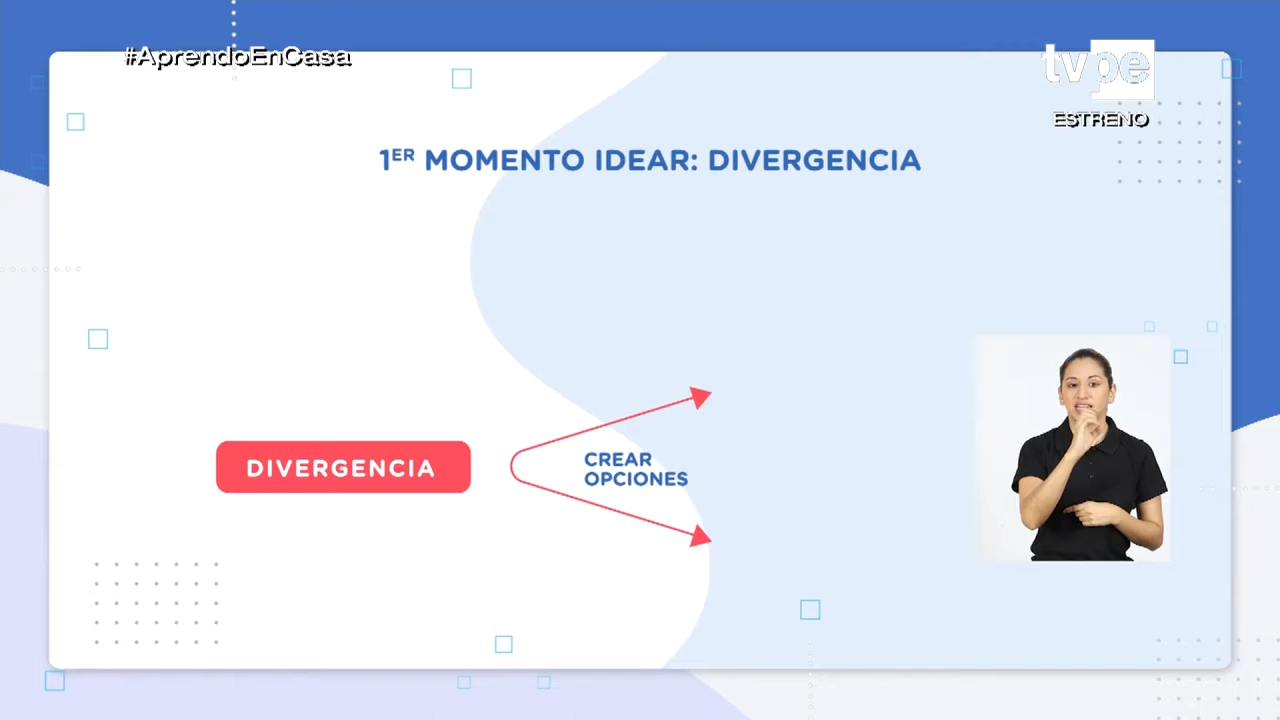 #AprendoEnCasa
tvpe
ESTRENO
1ER MOMENTO IDEAR: DIVERGENCIA
DIVERGENCIA
CREAR
OPCIONES